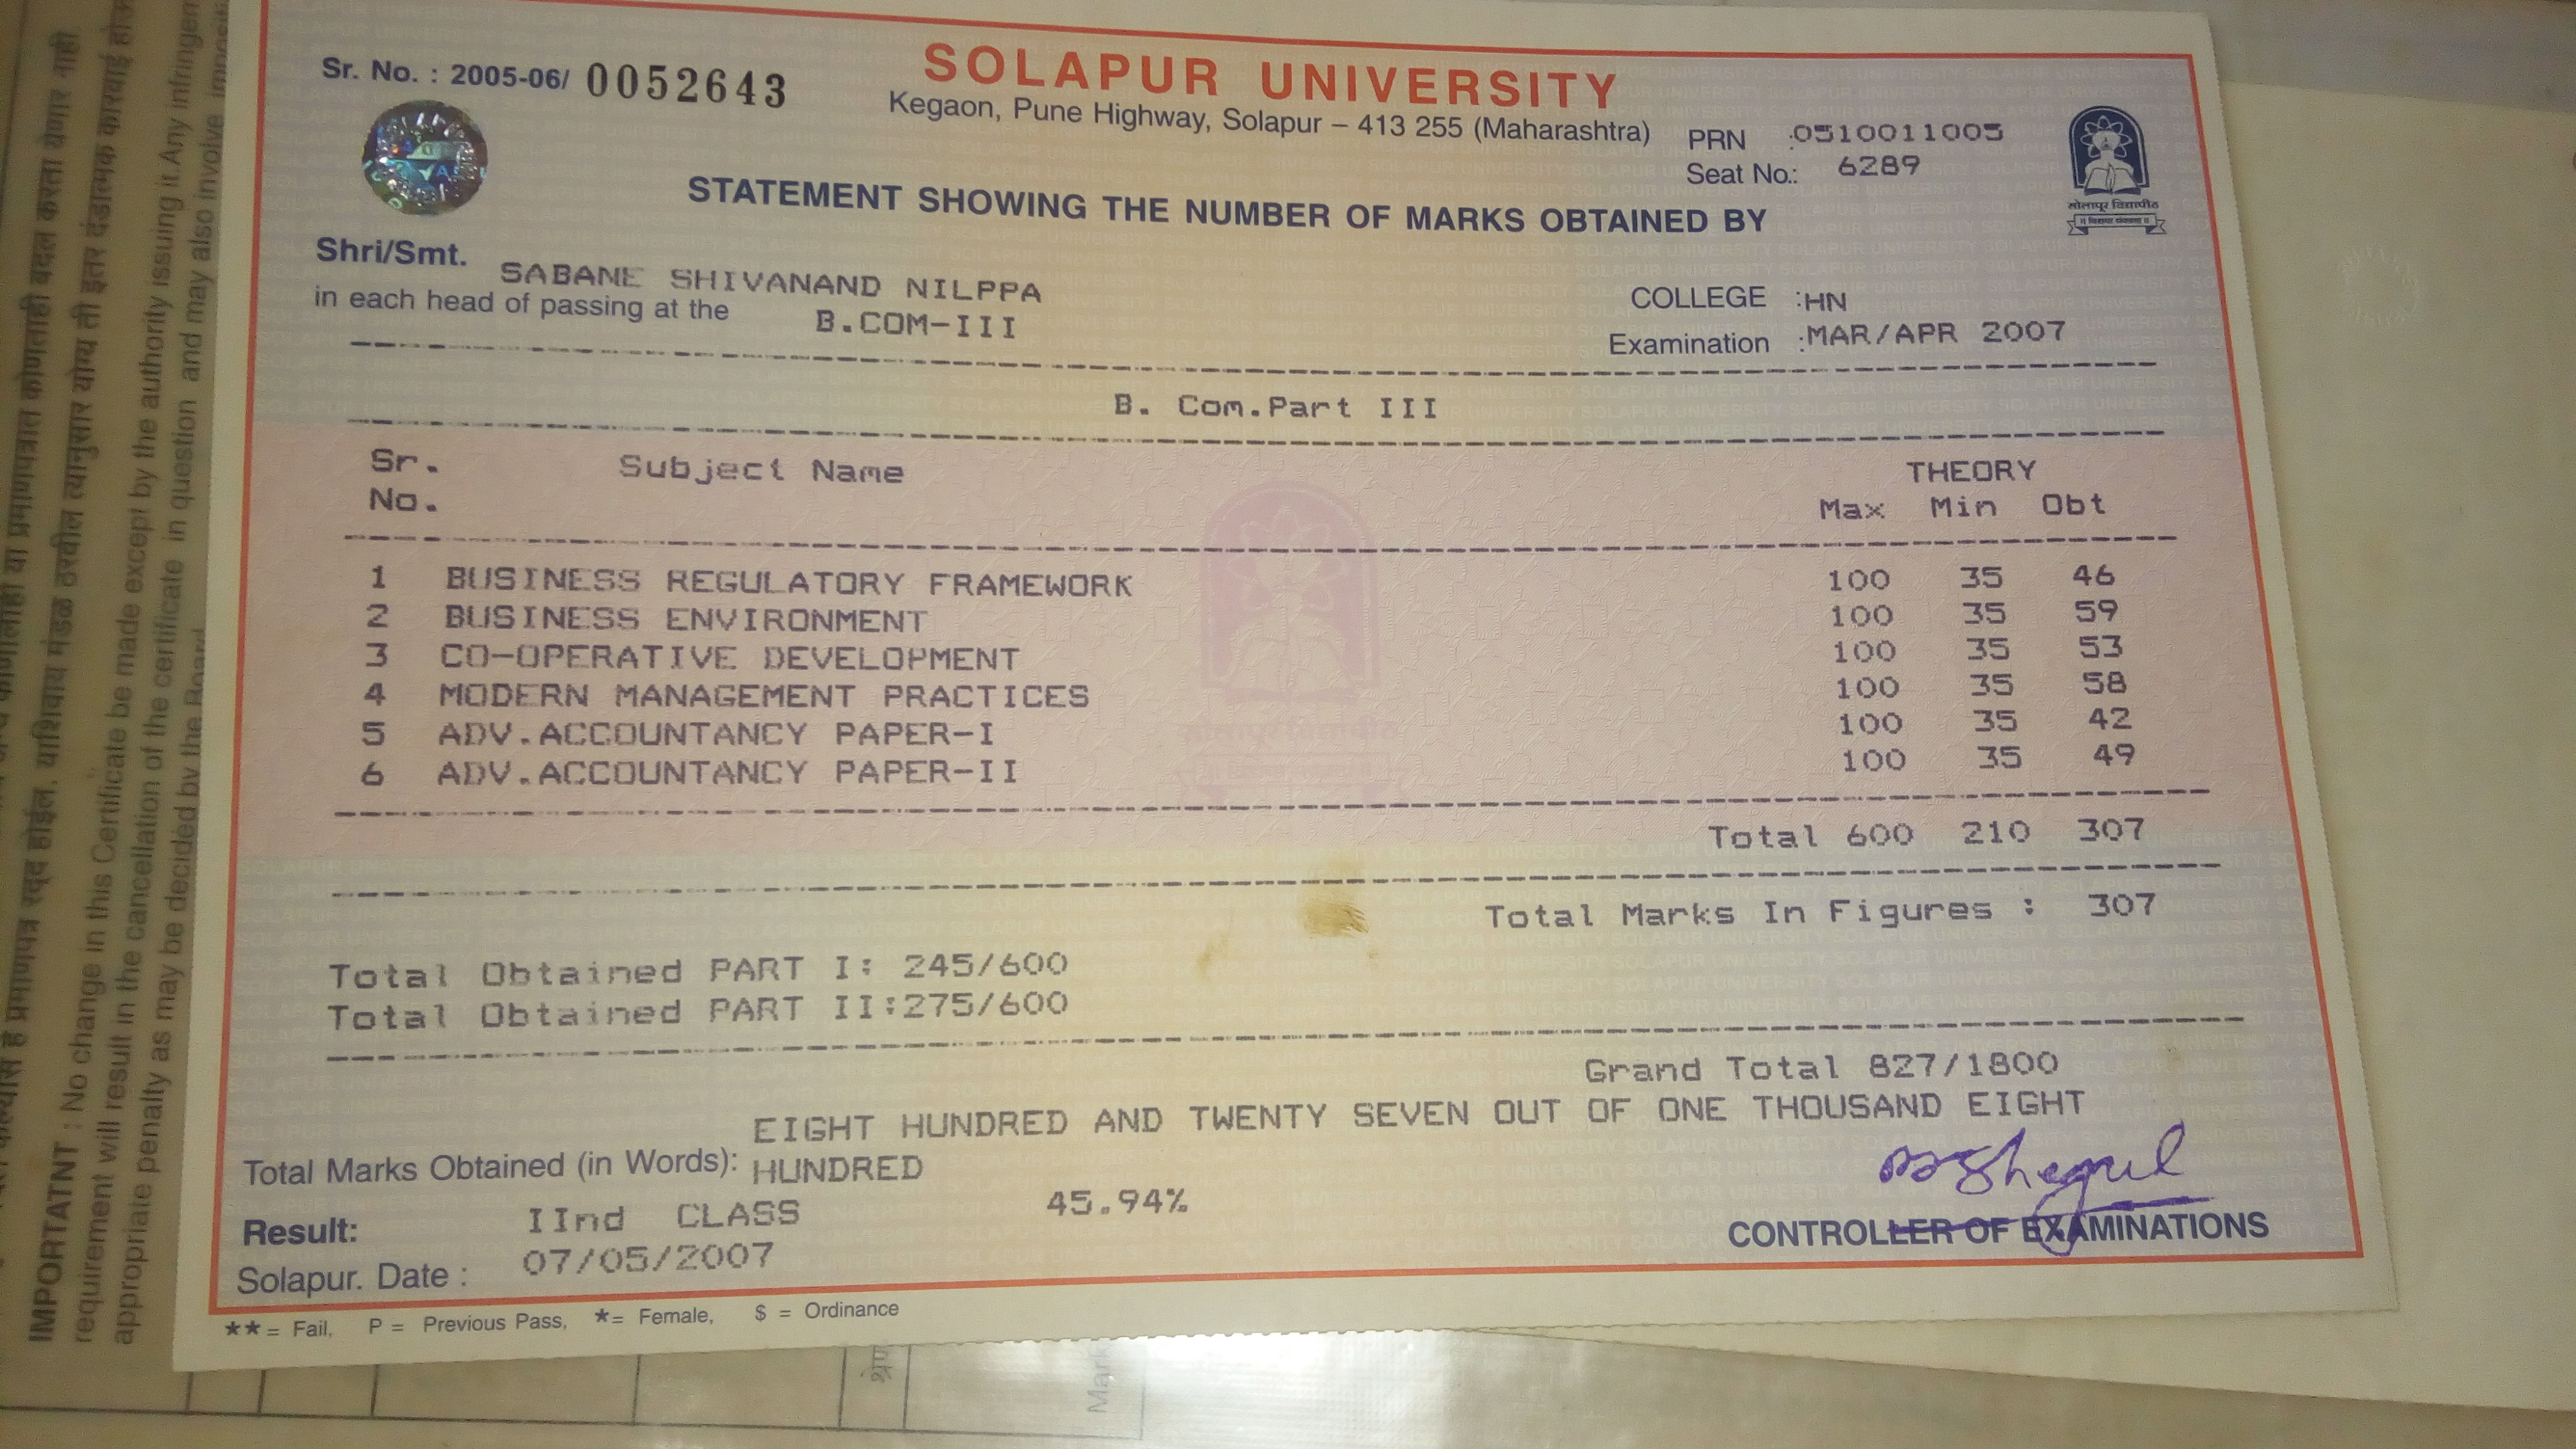 Sr. No. : 2005-06/ 0052643
SOLAPUR UNIVERSITY
Kegaon, Pune Highway, Solapur – 413 255 (Maharashtra)
PRN :0510011005
Seat No.: 6289
सोलापूर विद्यापीठ
STATEMENT SHOWING THE NUMBER OF MARKS OBTAINED BY
Shri/Smt. SABANE SHIVANAND NILPPA
in each head of passing at the B.COM-III
COLLEGE :HN
Examination :MAR/APR 2007
B. Com.Part III
Sr. Subject Name THEORY
No. Max Min Obt
1 BUSINESS REGULATORY FRAMEWORK 100 35 46
2 BUSINESS ENVIRONMENT 100 35 59
3 CO-OPERATIVE DEVELOPMENT 100 35 53
4 MODERN MANAGEMENT PRACTICES 100 35 58
5 ADV.ACCOUNTANCY PAPER-I 100 35 42
6 ADV.ACCOUNTANCY PAPER-II 100 35 49
Total 600 210 307
Total Marks In Figures : 307
Total Obtained PART I: 245/600
Total Obtained PART II:275/600
Grand Total 827/1800
EIGHT HUNDRED AND TWENTY SEVEN OUT OF ONE THOUSAND EIGHT
Total Marks Obtained (in Words): HUNDRED
Result: IInd CLASS 45.94%
CONTROLLER OF EXAMINATIONS
Solapur. Date : 07/05/2007
**= Fail, P = Previous Pass, *= Female, $ = Ordinance
IMPORTATNT : No change in this Certificate be made except by the authority issuing it.Any infringem
requirement will result in the cancellation of the certificate in question and may also involve
appropriate penalty as may be decided by the Board
Mark